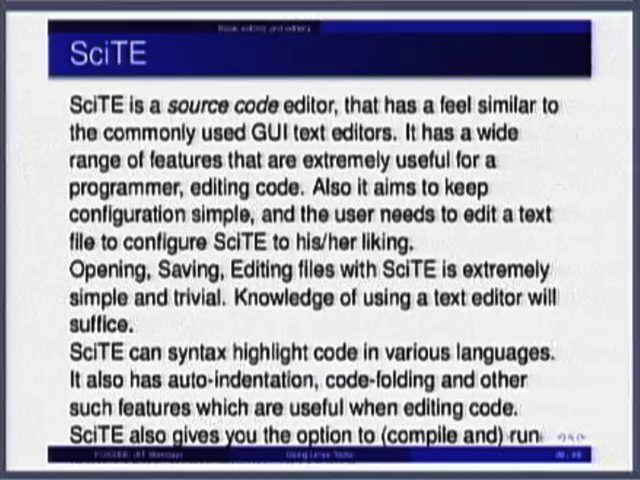 SciTE
SciTE is a source code editor, that has a feel similar to
the commonly used GUI text editors. It has a wide
range of features that are extremely useful for a
programmer, editing code. Also it aims to keep
configuration simple, and the user needs to edit a text
file to configure SciTE to his/her liking.
Opening, Saving, Editing files with SciTE is extremely
simple and trivial. Knowledge of using a text editor will
suffice.
SciTE can syntax highlight code in various languages.
It also has auto-indentation, code-folding and other
such features which are useful when editing code.
SciTE also gives you the option to (compile and) run
Using Linux Tools